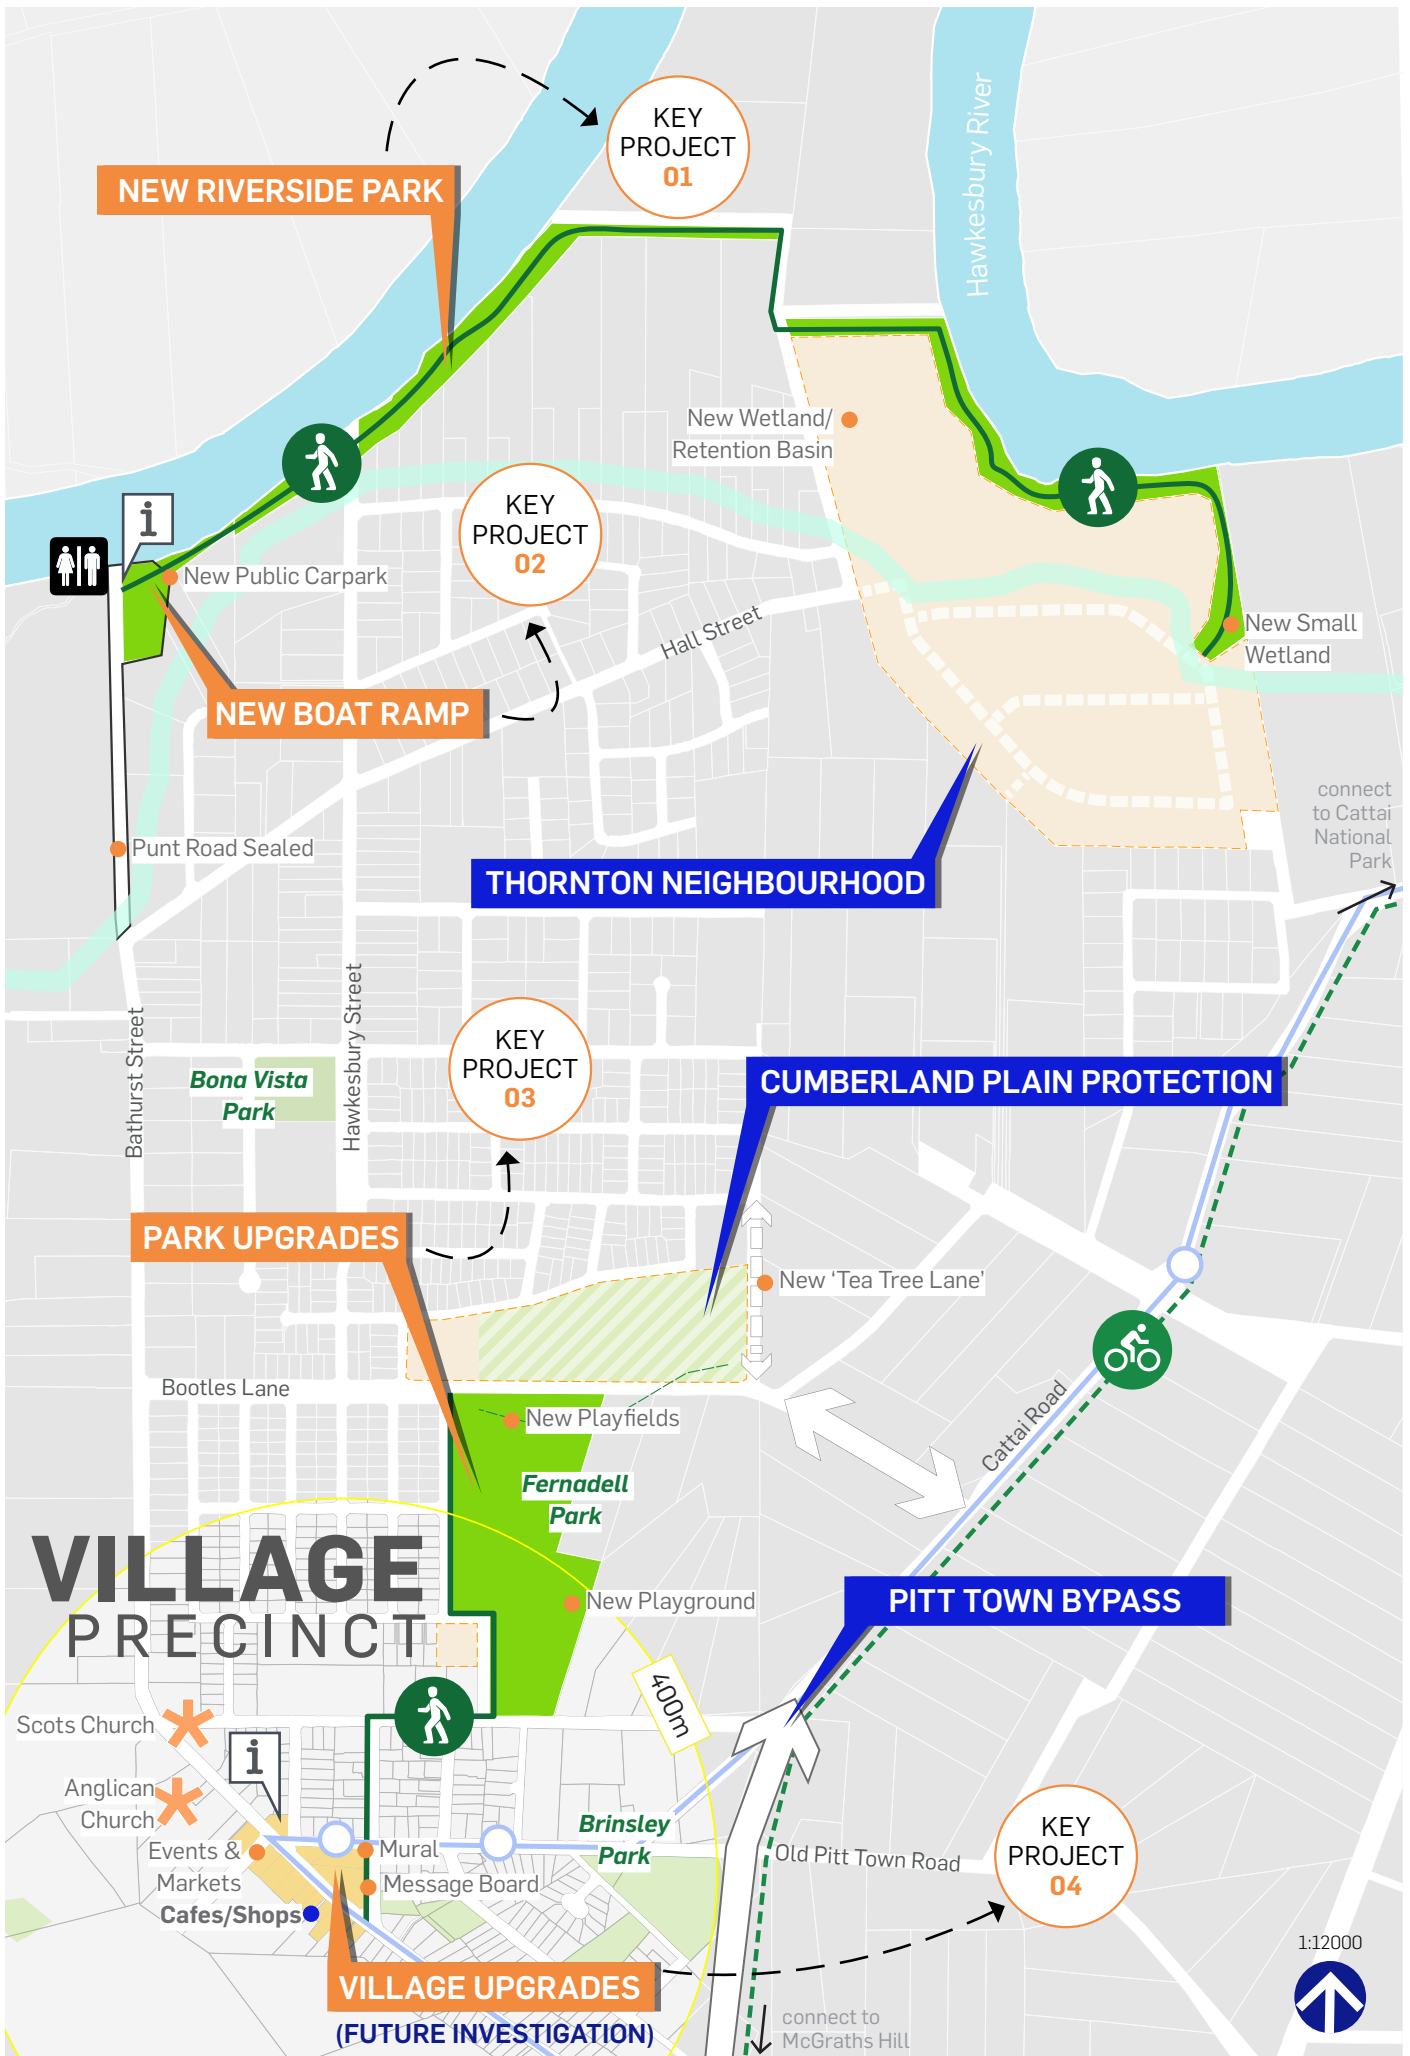 KEY
PROJECT
01
Hawkesbury River
NEW RIVERSIDE PARK
New Wetland/
Retention Basin
KEY
PROJECT
02
i
New Public Carpark
Hall Street
New Small
Wetland
NEW BOAT RAMP
connect
to Cattai
National
Park
Punt Road Sealed
THORNTON NEIGHBOURHOOD
Bathurst Street
Hawkesbury Street
KEY
PROJECT
03
Bona Vista
Park
CUMBERLAND PLAIN PROTECTION
PARK UPGRADES
New ‘Tea Tree Lane’
Bootles Lane
New Playfields
Cattai Road
Fernadell
Park
VILLAGE
PRECINCT
New Playground
PITT TOWN BYPASS
400m
Scots Church
i
Anglican
Church
Events &
Markets
Cafes/Shops
Mural
Message Board
Brinsley
Park
Old Pitt Town Road
KEY
PROJECT
04
VILLAGE UPGRADES
(FUTURE INVESTIGATION)
connect to
McGraths Hill
1:12000